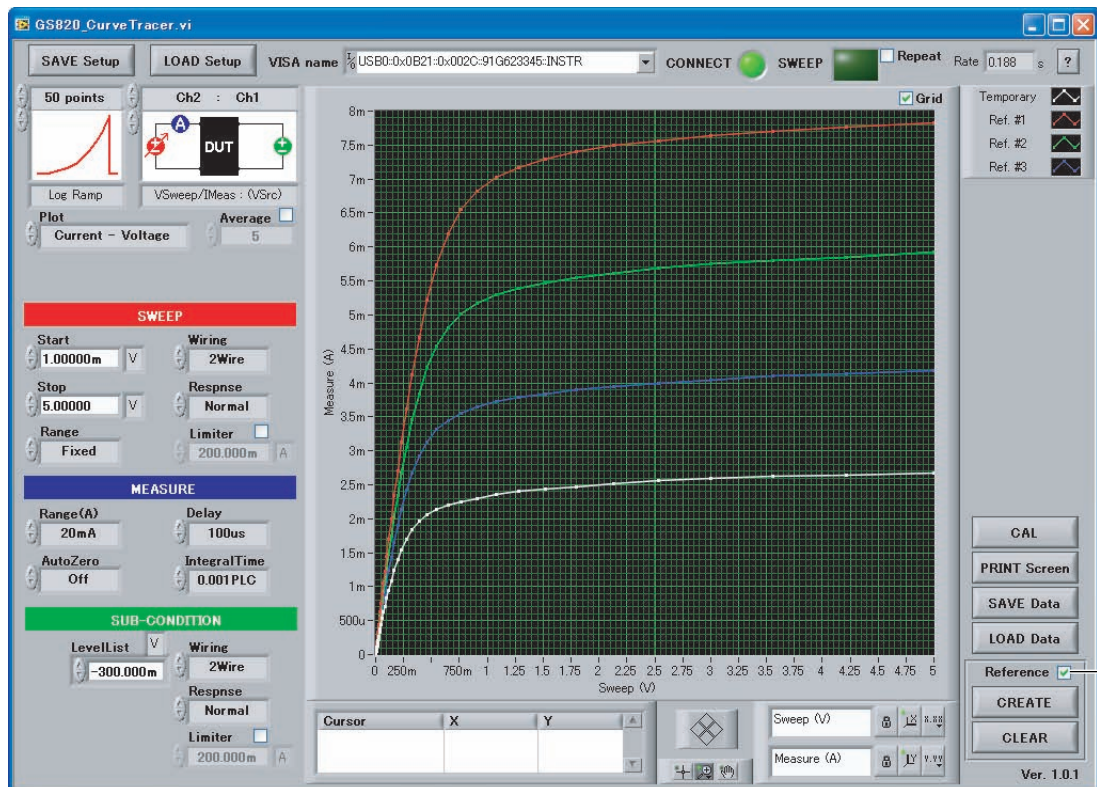 GS820_CurveTracer.vi
SAVE Setup LOAD Setup VISA name USB0::0x0B21::0x002C::91G623345::INSTR CONNECT SWEEP Repeat Rate 0.188 s ?
50 points Ch2 : Ch1
A
DUT
Log Ramp VSweep/IMeas : (VSrc)
Plot Average
Current - Voltage 5
SWEEP
Start Wiring
1.00000m V 2Wire
Stop Respnse
5.00000 V Normal
Range Limiter
Fixed 200.000m A
MEASURE
Range(A) Delay
20mA 100us
AutoZero IntegralTime
Off 0.001PLC
SUB-CONDITION
LevelList V Wiring
-300.000m 2Wire
Respnse
Normal
Limiter
200.000m A
Grid
8m
7.5m
7m
6.5m
6m
5.5m
5m
4.5m
4m
3.5m
3m
2.5m
2m
1.5m
1m
500u
0
Measure (A)
0 250m 750m 1 1.25 1.5 1.75 2 2.25 2.5 2.75 3 3.25 3.5 3.75 4 4.25 4.5 4.75 5
Sweep (V)
Cursor X Y
Sweep (V) X X.XX
Measure (A) Y Y.YY
Temporary
Ref. #1
Ref. #2
Ref. #3
CAL
PRINT Screen
SAVE Data
LOAD Data
Reference
CREATE
CLEAR
Ver. 1.0.1